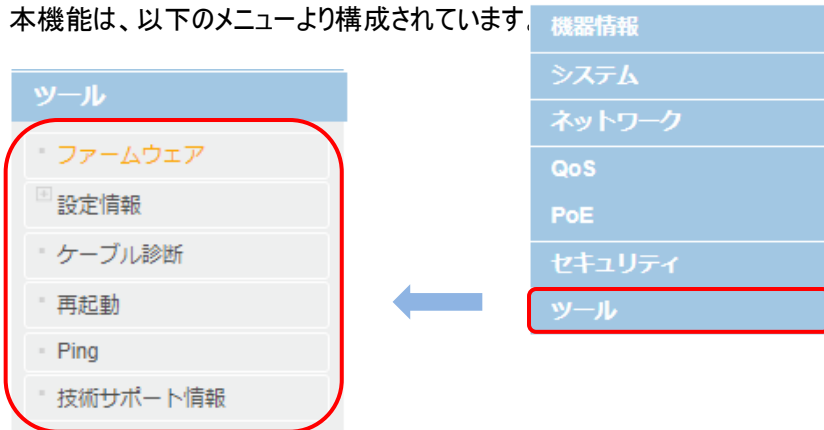 本機能は、以下のメニューより構成されています.
機器情報
システム
ネットワーク
QoS
PoE
セキュリティ
ツール
ツール
ファームウェア
設定情報
ケーブル診断
再起動
Ping
技術サポート情報